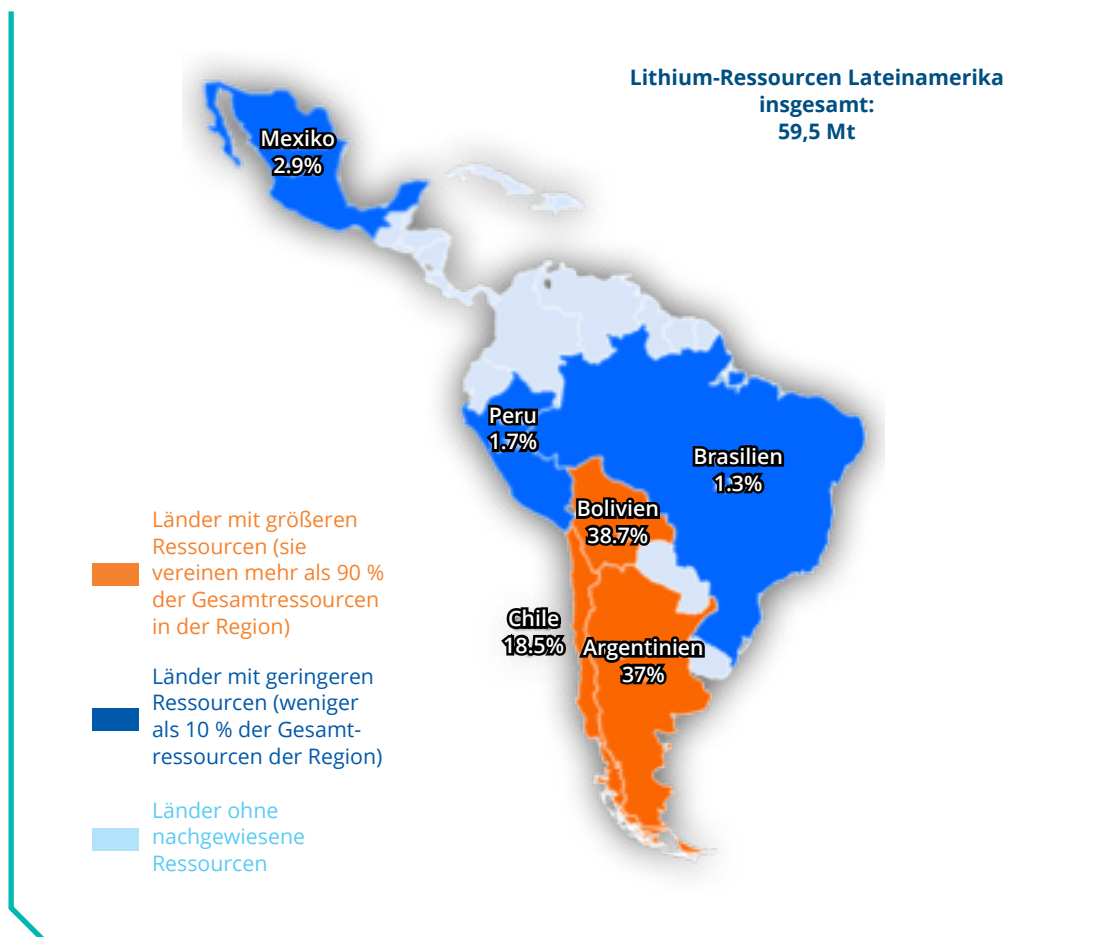 Lithium-Ressourcen Lateinamerika
insgesamt:
59,5 Mt
Mexiko
2.9%
Peru
1.7%
Brasilien
1.3%
Bolivien
38.7%
Chile
18.5%
Argentinien
37%
Länder mit größeren
Ressourcen (sie
vereinen mehr als 90 %
der Gesamtressourcen
in der Region)
Länder mit geringeren
Ressourcen (weniger
als 10 % der Gesamt-
ressourcen der Region)
Länder ohne
nachgewiesene
Ressourcen